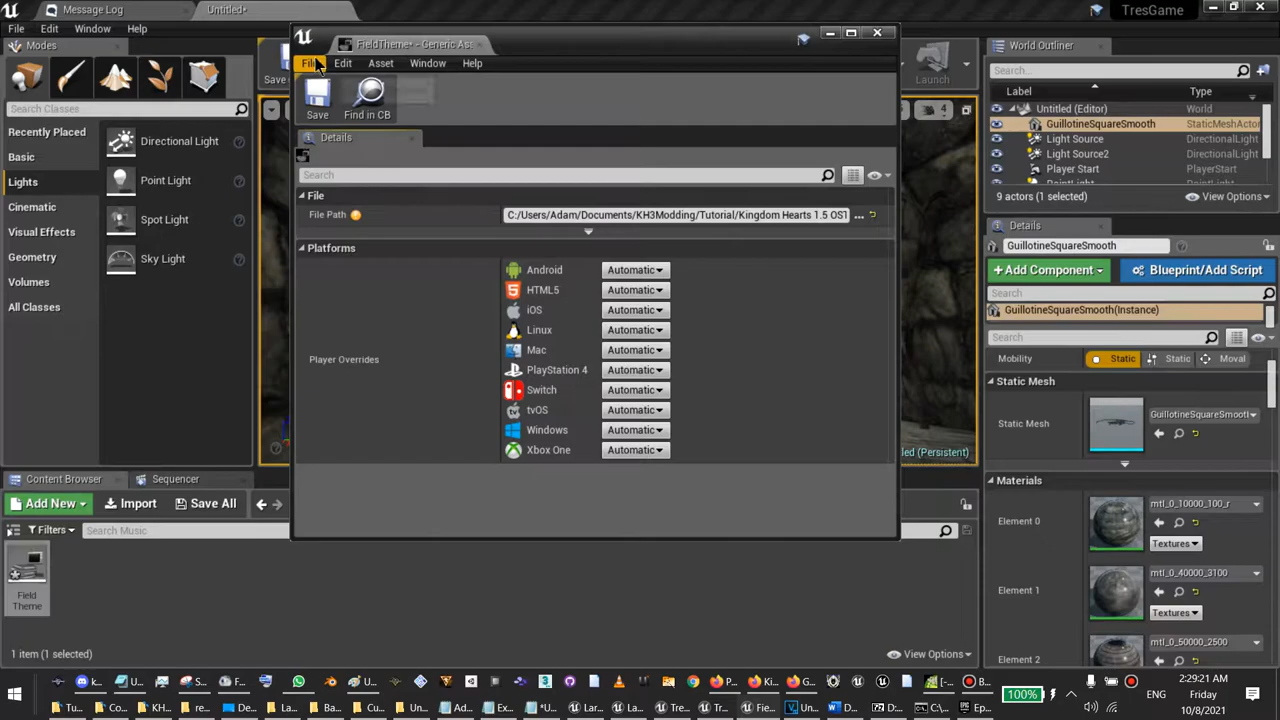 Message Log
Untitled*
TresGame
File Edit Window Help
FieldTheme* - Generic Ass
Modes
World Outliner
File Edit Asset Window Help
Launch
Search
Save Find in CB
4
Label Type
Search Classes
Untitled (Editor) World
GuillotineSquareSmooth StaticMeshActor
Recently Placed
Basic
Lights
Cinematic
Visual Effects
Geometry
Volumes
All Classes
Directional Light
Point Light
Spot Light
Sky Light
Details
Search
File
File Path C:/Users/Adam/Documents/KH3Modding/Tutorial/Kingdom Hearts 1.5 OST
Platforms
Player Overrides
Android Automatic
HTML5 Automatic
iOS Automatic
Linux Automatic
Mac Automatic
PlayStation 4 Automatic
Switch Automatic
tvOS Automatic
Windows Automatic
Xbox One Automatic
Light Source DirectionalLight
Light Source2 DirectionalLight
Player Start PlayerStart
9 actors (1 selected) View Options
Details
GuillotineSquareSmooth
+Add Component Blueprint/Add Script
Search
GuillotineSquareSmooth(Instance)
Search
Mobility Static Static Moval
Static Mesh
Static Mesh GuillotineSquareSmootl
Materials
Element 0 mtl_0_10000_100_r
Textures
Element 1 mtl_0_40000_3100
Textures
Element 2 mtl_0_50000_2500
led (Persistent)
Content Browser Sequencer
Add New Import Save All
Filters Search Music
Field Theme
1 item (1 selected) View Options
100% ENG 2:29:21 AM
Friday
10/8/2021